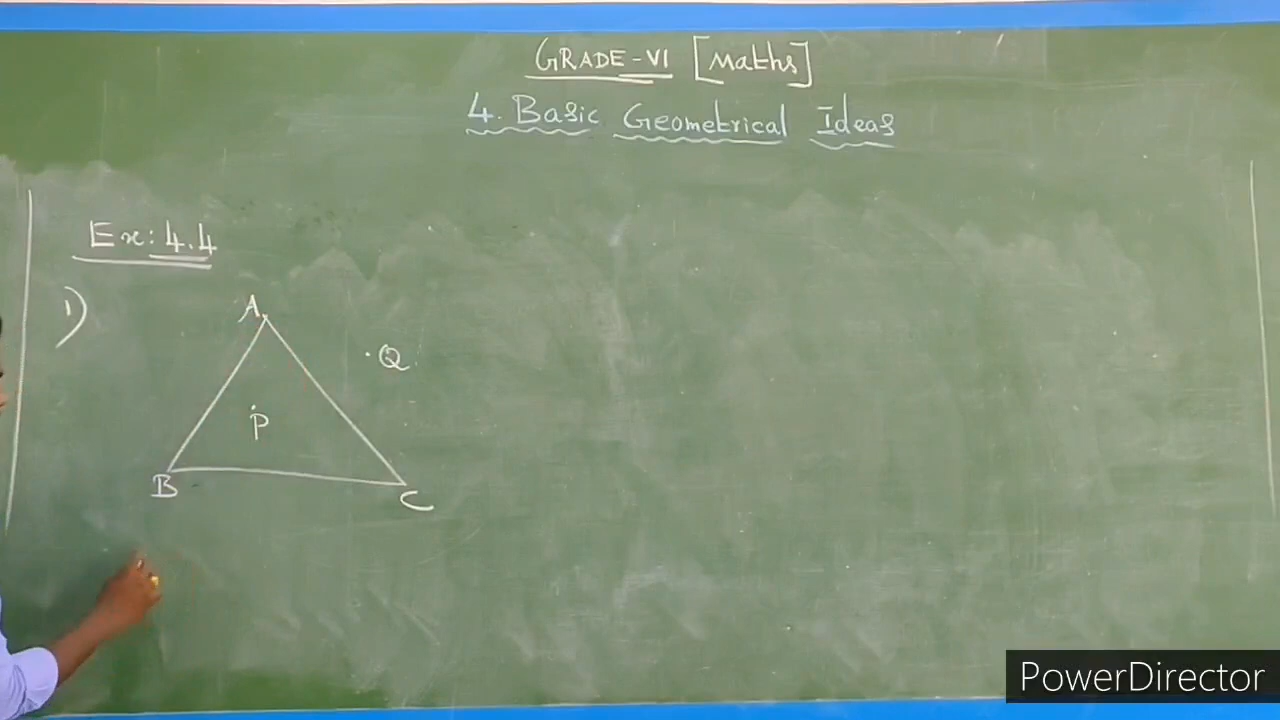 GRADE-VI [Maths]
4. Basic Geometrical Ideas
Ex: 4.4
1)
A
Q
P
B
C
PowerDirector